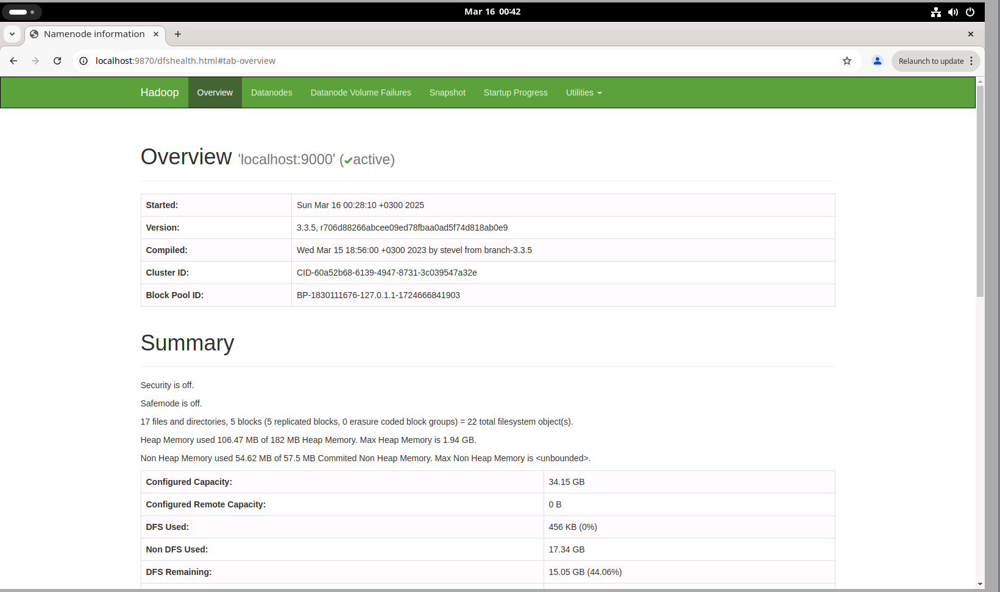 Mar 16 00:42
Namenode information
localhost:9870/dfshealth.html#tab-overview
Relaunch to update
Hadoop Overview Datanodes Datanode Volume Failures Snapshot Startup Progress Utilities
Overview 'localhost:9000' (✔active)
Started: Sun Mar 16 00:28:10 +0300 2025
Version: 3.3.5, r706d88266abcee09ed78fbaa0ad5f74d818ab0e9
Compiled: Wed Mar 15 18:56:00 +0300 2023 by stevel from branch-3.3.5
Cluster ID: CID-60a52b68-6139-4947-8731-3c039547a32e
Block Pool ID: BP-1830111676-127.0.1.1-1724666841903
Summary
Security is off.
Safemode is off.
17 files and directories, 5 blocks (5 replicated blocks, 0 erasure coded block groups) = 22 total filesystem object(s).
Heap Memory used 106.47 MB of 182 MB Heap Memory. Max Heap Memory is 1.94 GB.
Non Heap Memory used 54.62 MB of 57.5 MB Commited Non Heap Memory. Max Non Heap Memory is <unbounded>.
Configured Capacity: 34.15 GB
Configured Remote Capacity: 0 B
DFS Used: 456 KB (0%)
Non DFS Used: 17.34 GB
DFS Remaining: 15.05 GB (44.06%)